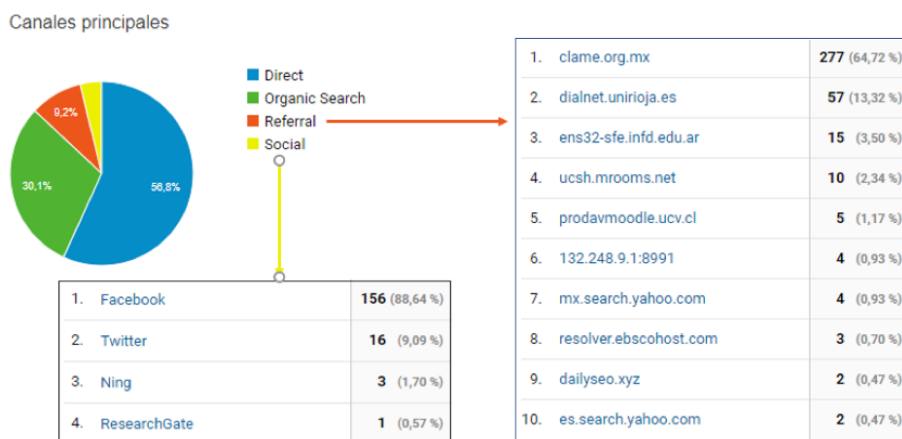 Canales principales
Direct
Organic Search
Referral
Social
9,2%
30,1%
56,8%
1. clame.org.mx 277 (64,72 %)
2. dialnet.unirioja.es 57 (13,32 %)
3. ens32-sfe.infd.edu.ar 15 (3,50 %)
4. ucsh.mrooms.net 10 (2,34 %)
5. prodavmoodle.ucv.cl 5 (1,17 %)
6. 132.248.9.1:8991 4 (0,93 %)
7. mx.search.yahoo.com 4 (0,93 %)
8. resolver.ebscohost.com 3 (0,70 %)
9. dailyseo.xyz 2 (0,47 %)
10. es.search.yahoo.com 2 (0,47 %)
1. Facebook 156 (88,64 %)
2. Twitter 16 (9,09 %)
3. Ning 3 (1,70 %)
4. ResearchGate 1 (0,57 %)